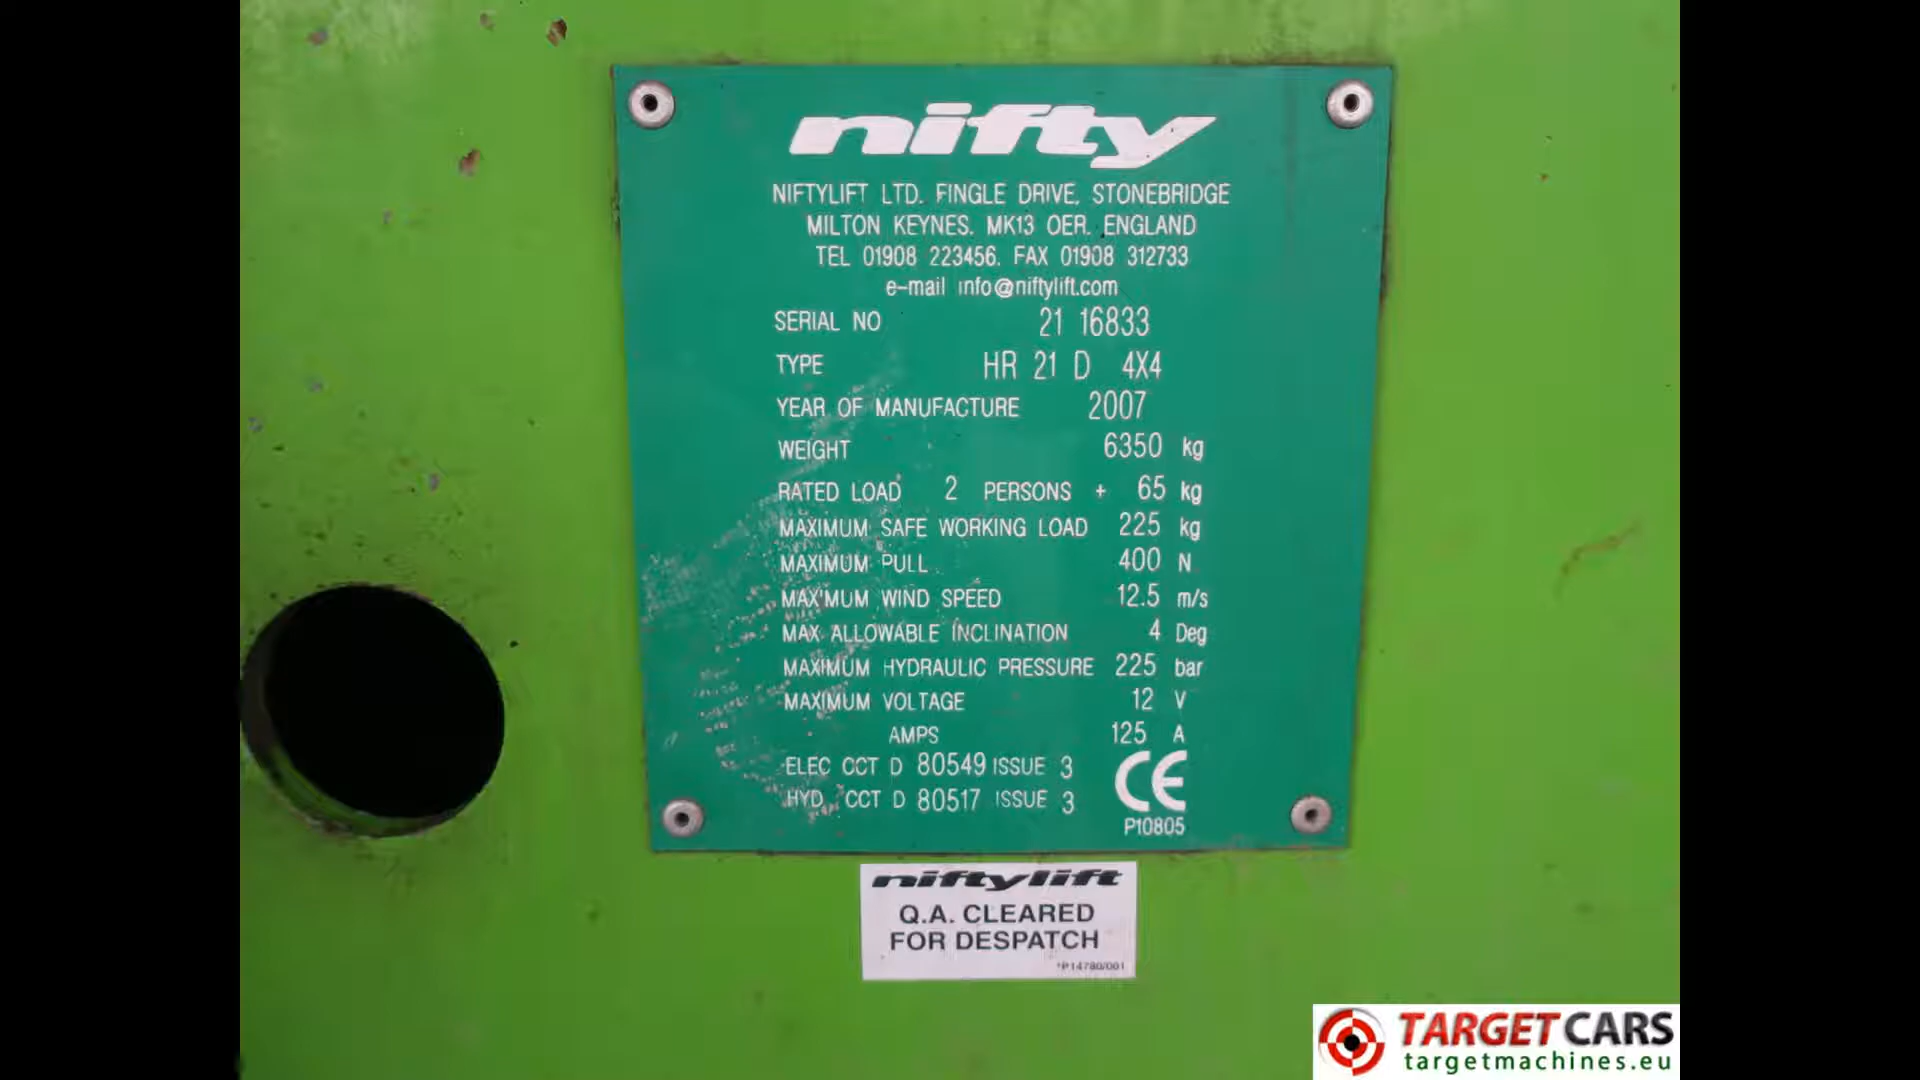 nifty
NIFTYLIFT LTD. FINGLE DRIVE, STONEBRIDGE
MILTON KEYNES. MK13 OER. ENGLAND
TEL 01908 223456. FAX 01908 312733
e-mail info@niftylift.com
SERIAL NO 21 16833
TYPE HR 21 D 4X4
YEAR OF MANUFACTURE 2007
WEIGHT 6350 kg
RATED LOAD 2 PERSONS + 65 kg
MAXIMUM SAFE WORKING LOAD 225 kg
MAXIMUM PULL 400 N
MAXIMUM WIND SPEED 12.5 m/s
MAX ALLOWABLE INCLINATION 4 Deg
MAXIMUM HYDRAULIC PRESSURE 225 bar
MAXIMUM VOLTAGE 12 V
AMPS 125 A
ELEC CCT D 80549 ISSUE 3
HYD CCT D 80517 ISSUE 3
CE
P10805
niftylift
Q.A. CLEARED
FOR DESPATCH
*P14780/001
TARGET CARS
targetmachines.eu